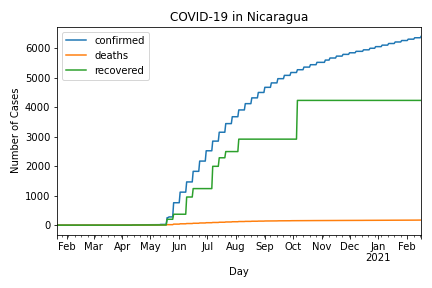 COVID-19 in Nicaragua
confirmed
deaths
recovered
Number of Cases
6000
5000
4000
3000
2000
1000
0
Feb Mar Apr May Jun Jul Aug Sep Oct Nov Dec Jan Feb
2021
Day